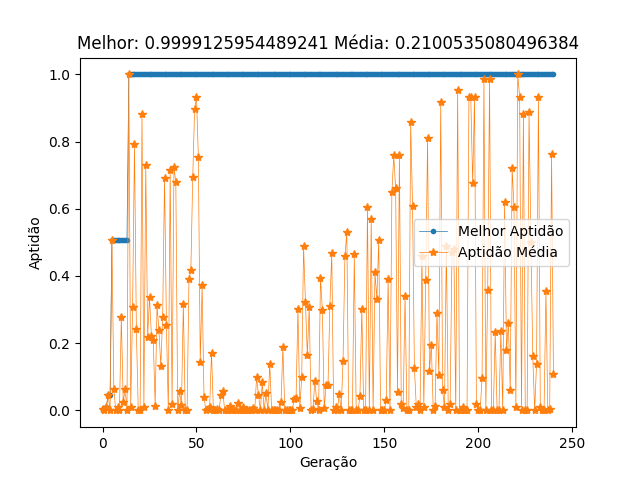 Melhor: 0.9999125954489241 Média: 0.2100535080496384
1.0
0.8
0.6
0.4
0.2
0.0
Aptidão
Melhor Aptidão
Aptidão Média
0 50 100 150 200 250
Geração